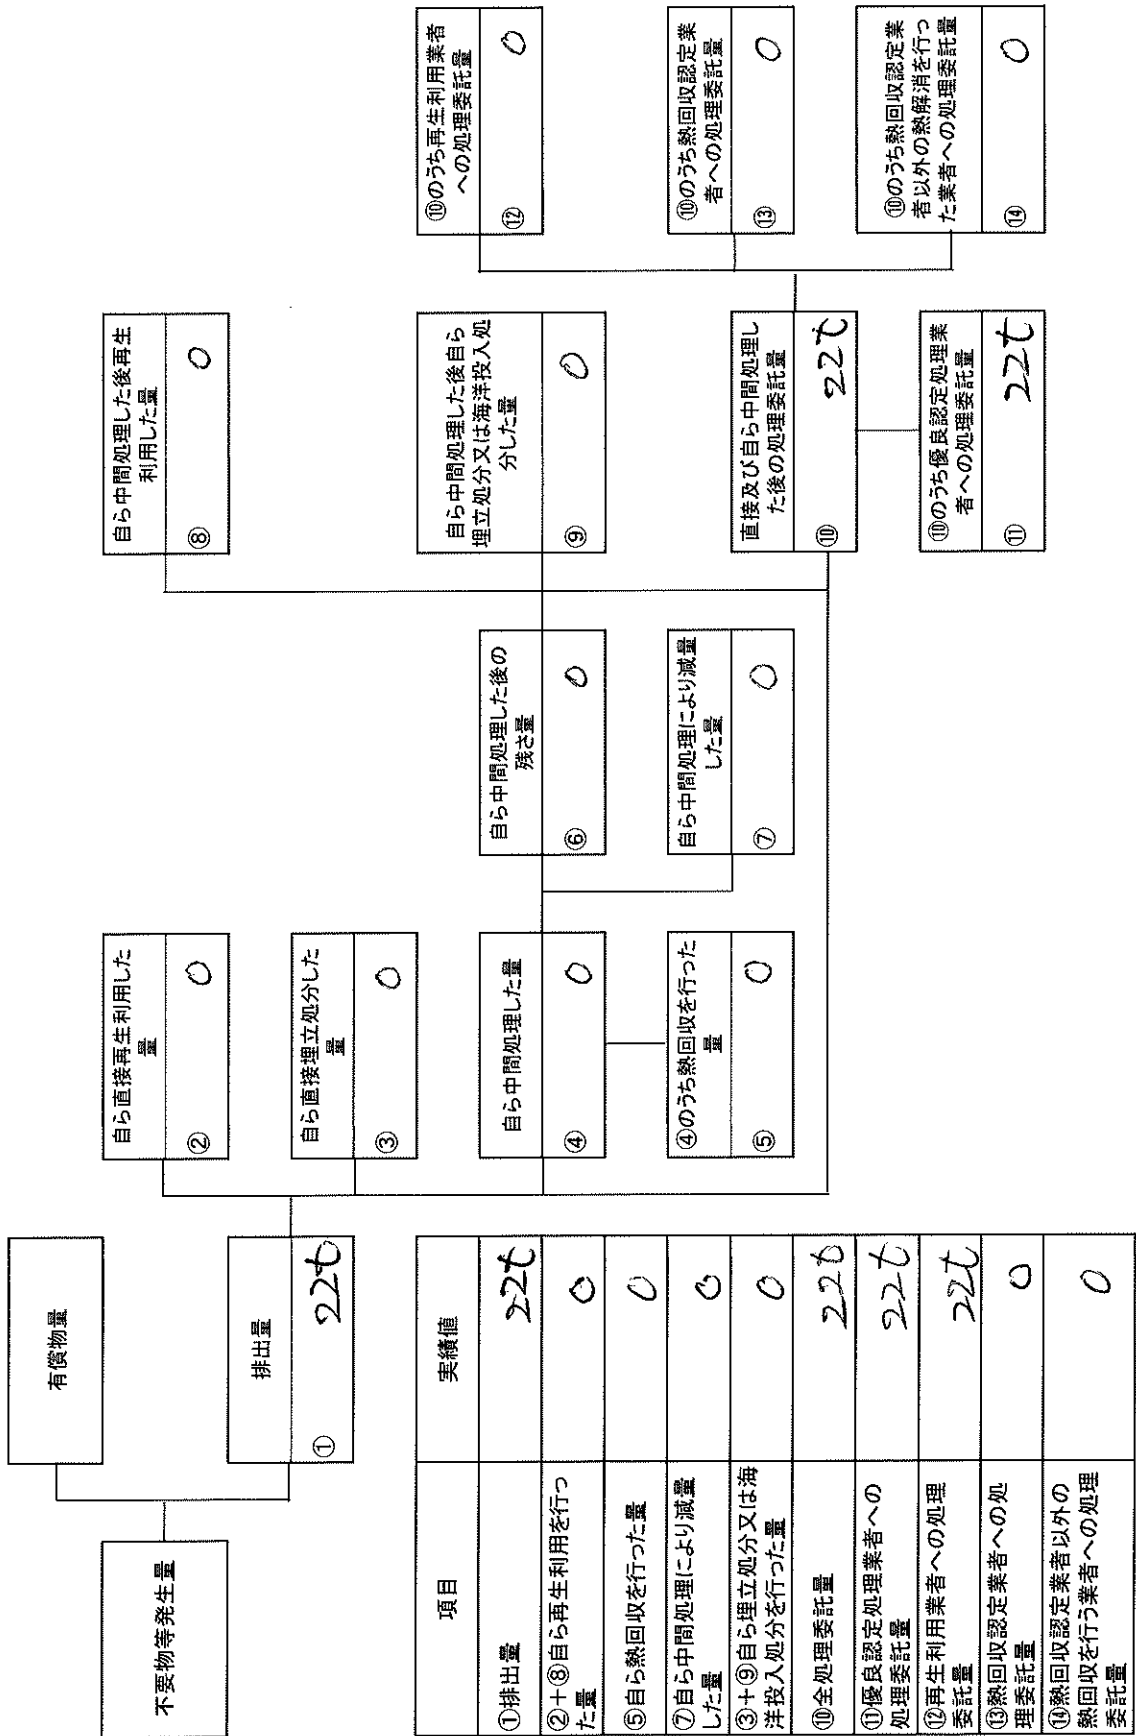 不要物等発生量
有償物量
排出量
① 22t
自ら直接再生利用した
量
② 0
自ら直接埋立処分した
量
③ 0
自ら中間処理した量
④ 0
④のうち熱回収を行った
量
⑤ 0
自ら中間処理した後の
残さ量
⑥ 0
自ら中間処理により減量
した量
⑦ 0
自ら中間処理した後再生
利用した量
⑧ 0
自ら中間処理した後自ら
埋立処分又は海洋投入処
分した量
⑨ 0
直接及び自ら中間処理し
た後の処理委託量
⑩ 22t
⑩のうち優良認定処理業
者への処理委託量
⑪ 22t
⑩のうち再生利用業者
への処理委託量
⑫ 0
⑩のうち熱回収認定業
者への処理委託量
⑬ 0
⑩のうち熱回収認定業
者以外の熱解消を行っ
た業者への処理委託量
⑭ 0
項目 実績値
①排出量 22t
②+⑧自ら再生利用を行っ
た量 0
⑤自ら熱回収を行った量 0
⑦自ら中間処理により減量
した量 0
③+⑨自ら埋立処分又は海
洋投入処分を行った量 0
⑩全処理委託量 22t
⑪優良認定処理業者への
処理委託量 22t
⑫再生利用業者への処理
委託量 22t
⑬熱回収認定業者への処
理委託量 0
⑭熱回収認定業者以外の
熱回収を行う業者への処理
委託量 0